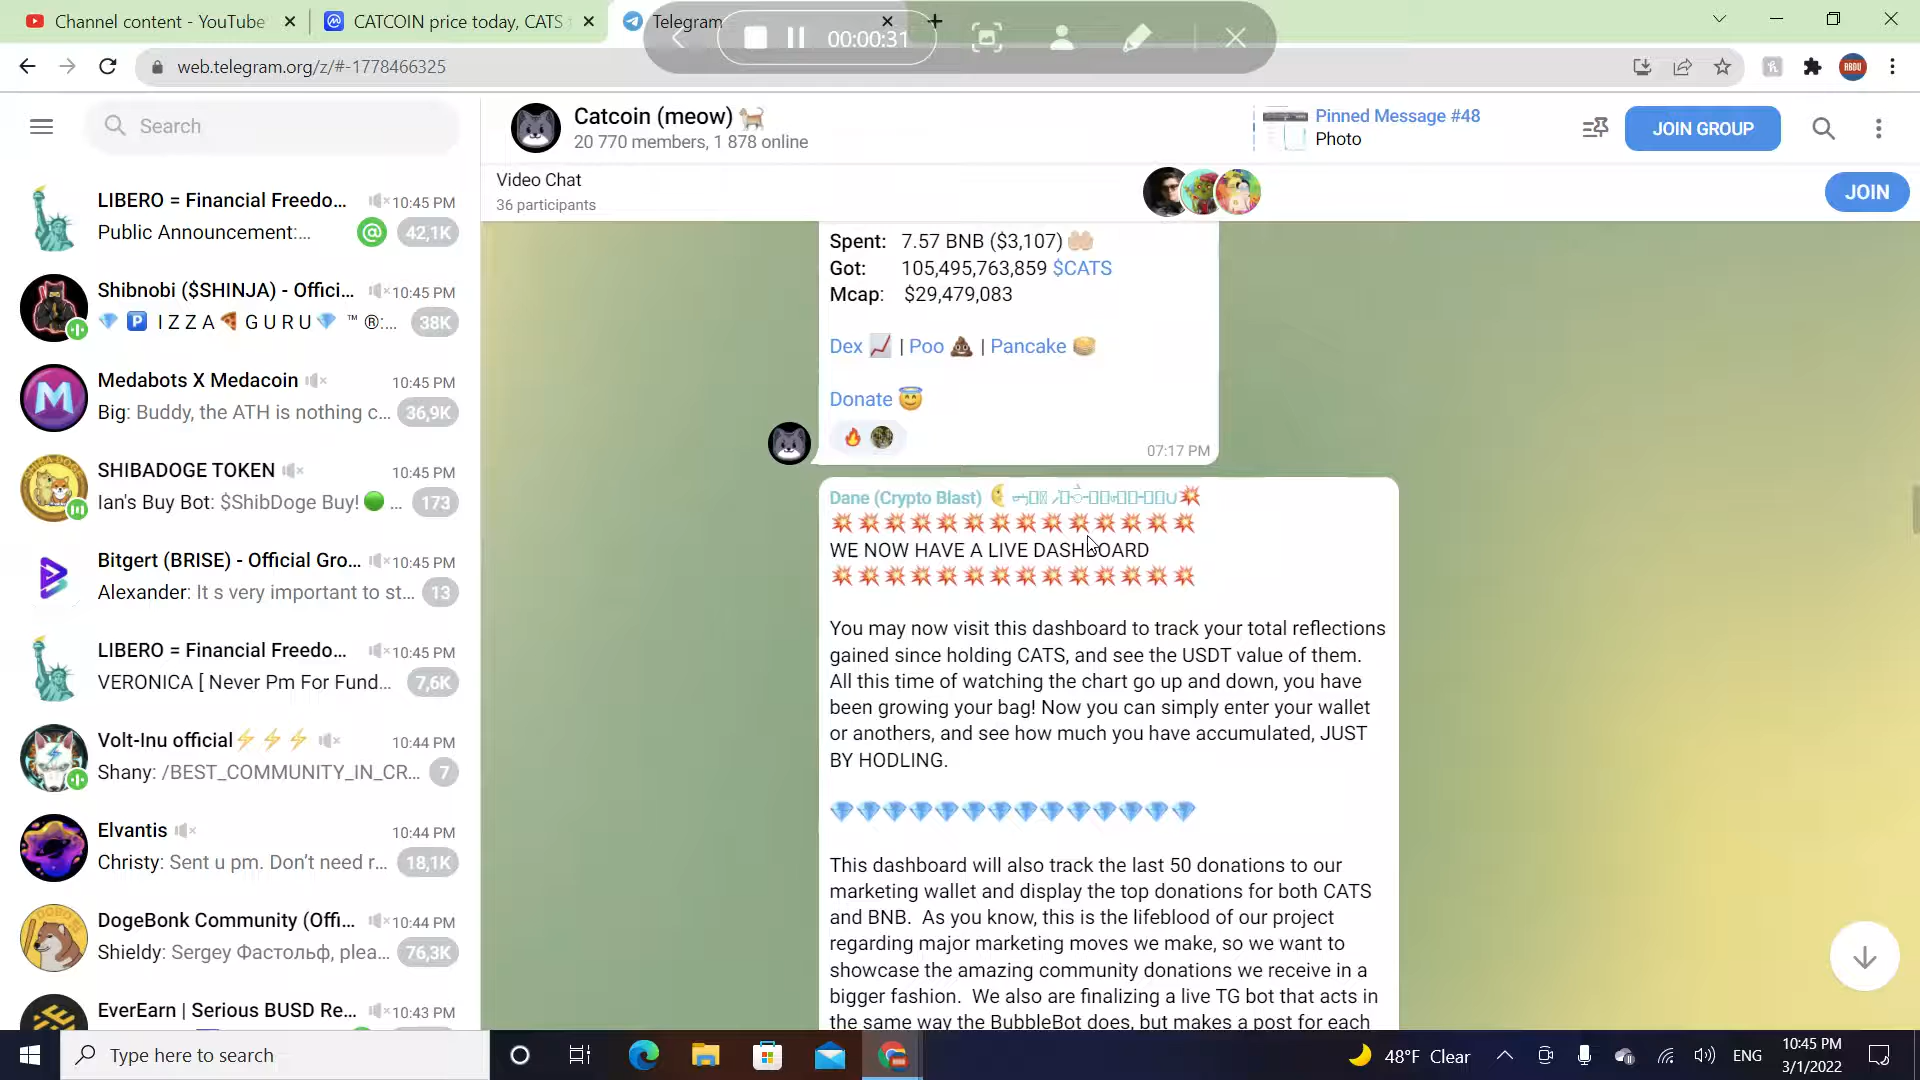 Channel content - YouTube
CATCOIN price today, CATS t
Telegram
00:00:31
web.telegram.org/z/#-1778466325
Search
Catcoin (meow) 🐈
20 770 members, 1 878 online
Pinned Message #48
Photo
JOIN GROUP
Video Chat
36 participants
JOIN
LIBERO = Financial Freedo... 10:45 PM
Public Announcement:... @ 42,1K
Shibnobi ($SHINJA) - Offici... 10:45 PM
💎 🅿 I Z Z A 🍕 G U R U 💎 ™ ®:... 38K
Medabots X Medacoin 10:45 PM
Big: Buddy, the ATH is nothing c... 36,9K
SHIBADOGE TOKEN 10:45 PM
Ian's Buy Bot: $ShibDoge Buy! 🟢 ... 173
Bitgert (BRISE) - Official Gro... 10:45 PM
Alexander: It s very important to st... 13
LIBERO = Financial Freedo... 10:45 PM
VERONICA [ Never Pm For Fund... 7,6K
Volt-Inu official⚡⚡⚡ 10:44 PM
Shany: /BEST_COMMUNITY_IN_CR... 7
Elvantis 10:44 PM
Christy: Sent u pm. Don't need r... 18,1K
DogeBonk Community (Offi... 10:44 PM
Shieldy: Sergey Фастольф, plea... 76,3K
EverEarn | Serious BUSD Re... 10:43 PM
Spent: 7.57 BNB ($3,107) 🤲🏻
Got: 105,495,763,859 $CATS
Mcap: $29,479,083
Dex 📈 | Poo 💩 | Pancake 🥞
Donate 😇
07:17 PM
Dane (Crypto Blast)
💥💥💥💥💥💥💥💥💥💥💥💥💥💥
WE NOW HAVE A LIVE DASHBOARD
💥💥💥💥💥💥💥💥💥💥💥💥💥💥
You may now visit this dashboard to track your total reflections
gained since holding CATS, and see the USDT value of them.
All this time of watching the chart go up and down, you have
been growing your bag! Now you can simply enter your wallet
or anothers, and see how much you have accumulated, JUST
BY HODLING.
💎💎💎💎💎💎💎💎💎💎💎💎💎💎
This dashboard will also track the last 50 donations to our
marketing wallet and display the top donations for both CATS
and BNB.  As you know, this is the lifeblood of our project
regarding major marketing moves we make, so we want to
showcase the amazing community donations we receive in a
bigger fashion.  We also are finalizing a live TG bot that acts in
the same way the BubbleBot does, but makes a post for each
Type here to search
48°F Clear
ENG
10:45 PM
3/1/2022